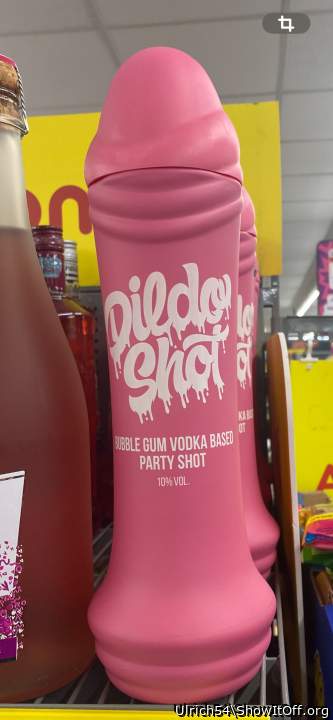 Dildo
Shot
BUBBLE GUM VODKA BASED
PARTY SHOT
10% VOL.
Ulrich54\ShowItOff.org